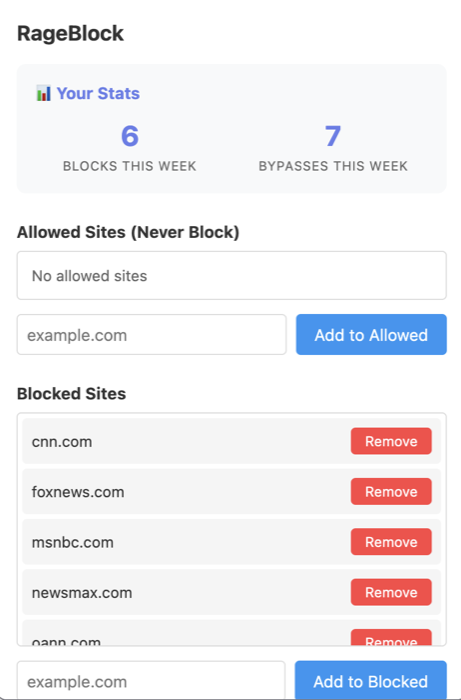 RageBlock
📊 Your Stats
6 7
BLOCKS THIS WEEK BYPASSES THIS WEEK
Allowed Sites (Never Block)
No allowed sites
example.com Add to Allowed
Blocked Sites
cnn.com Remove
foxnews.com Remove
msnbc.com Remove
newsmax.com Remove
oann.com Remove
example.com Add to Blocked